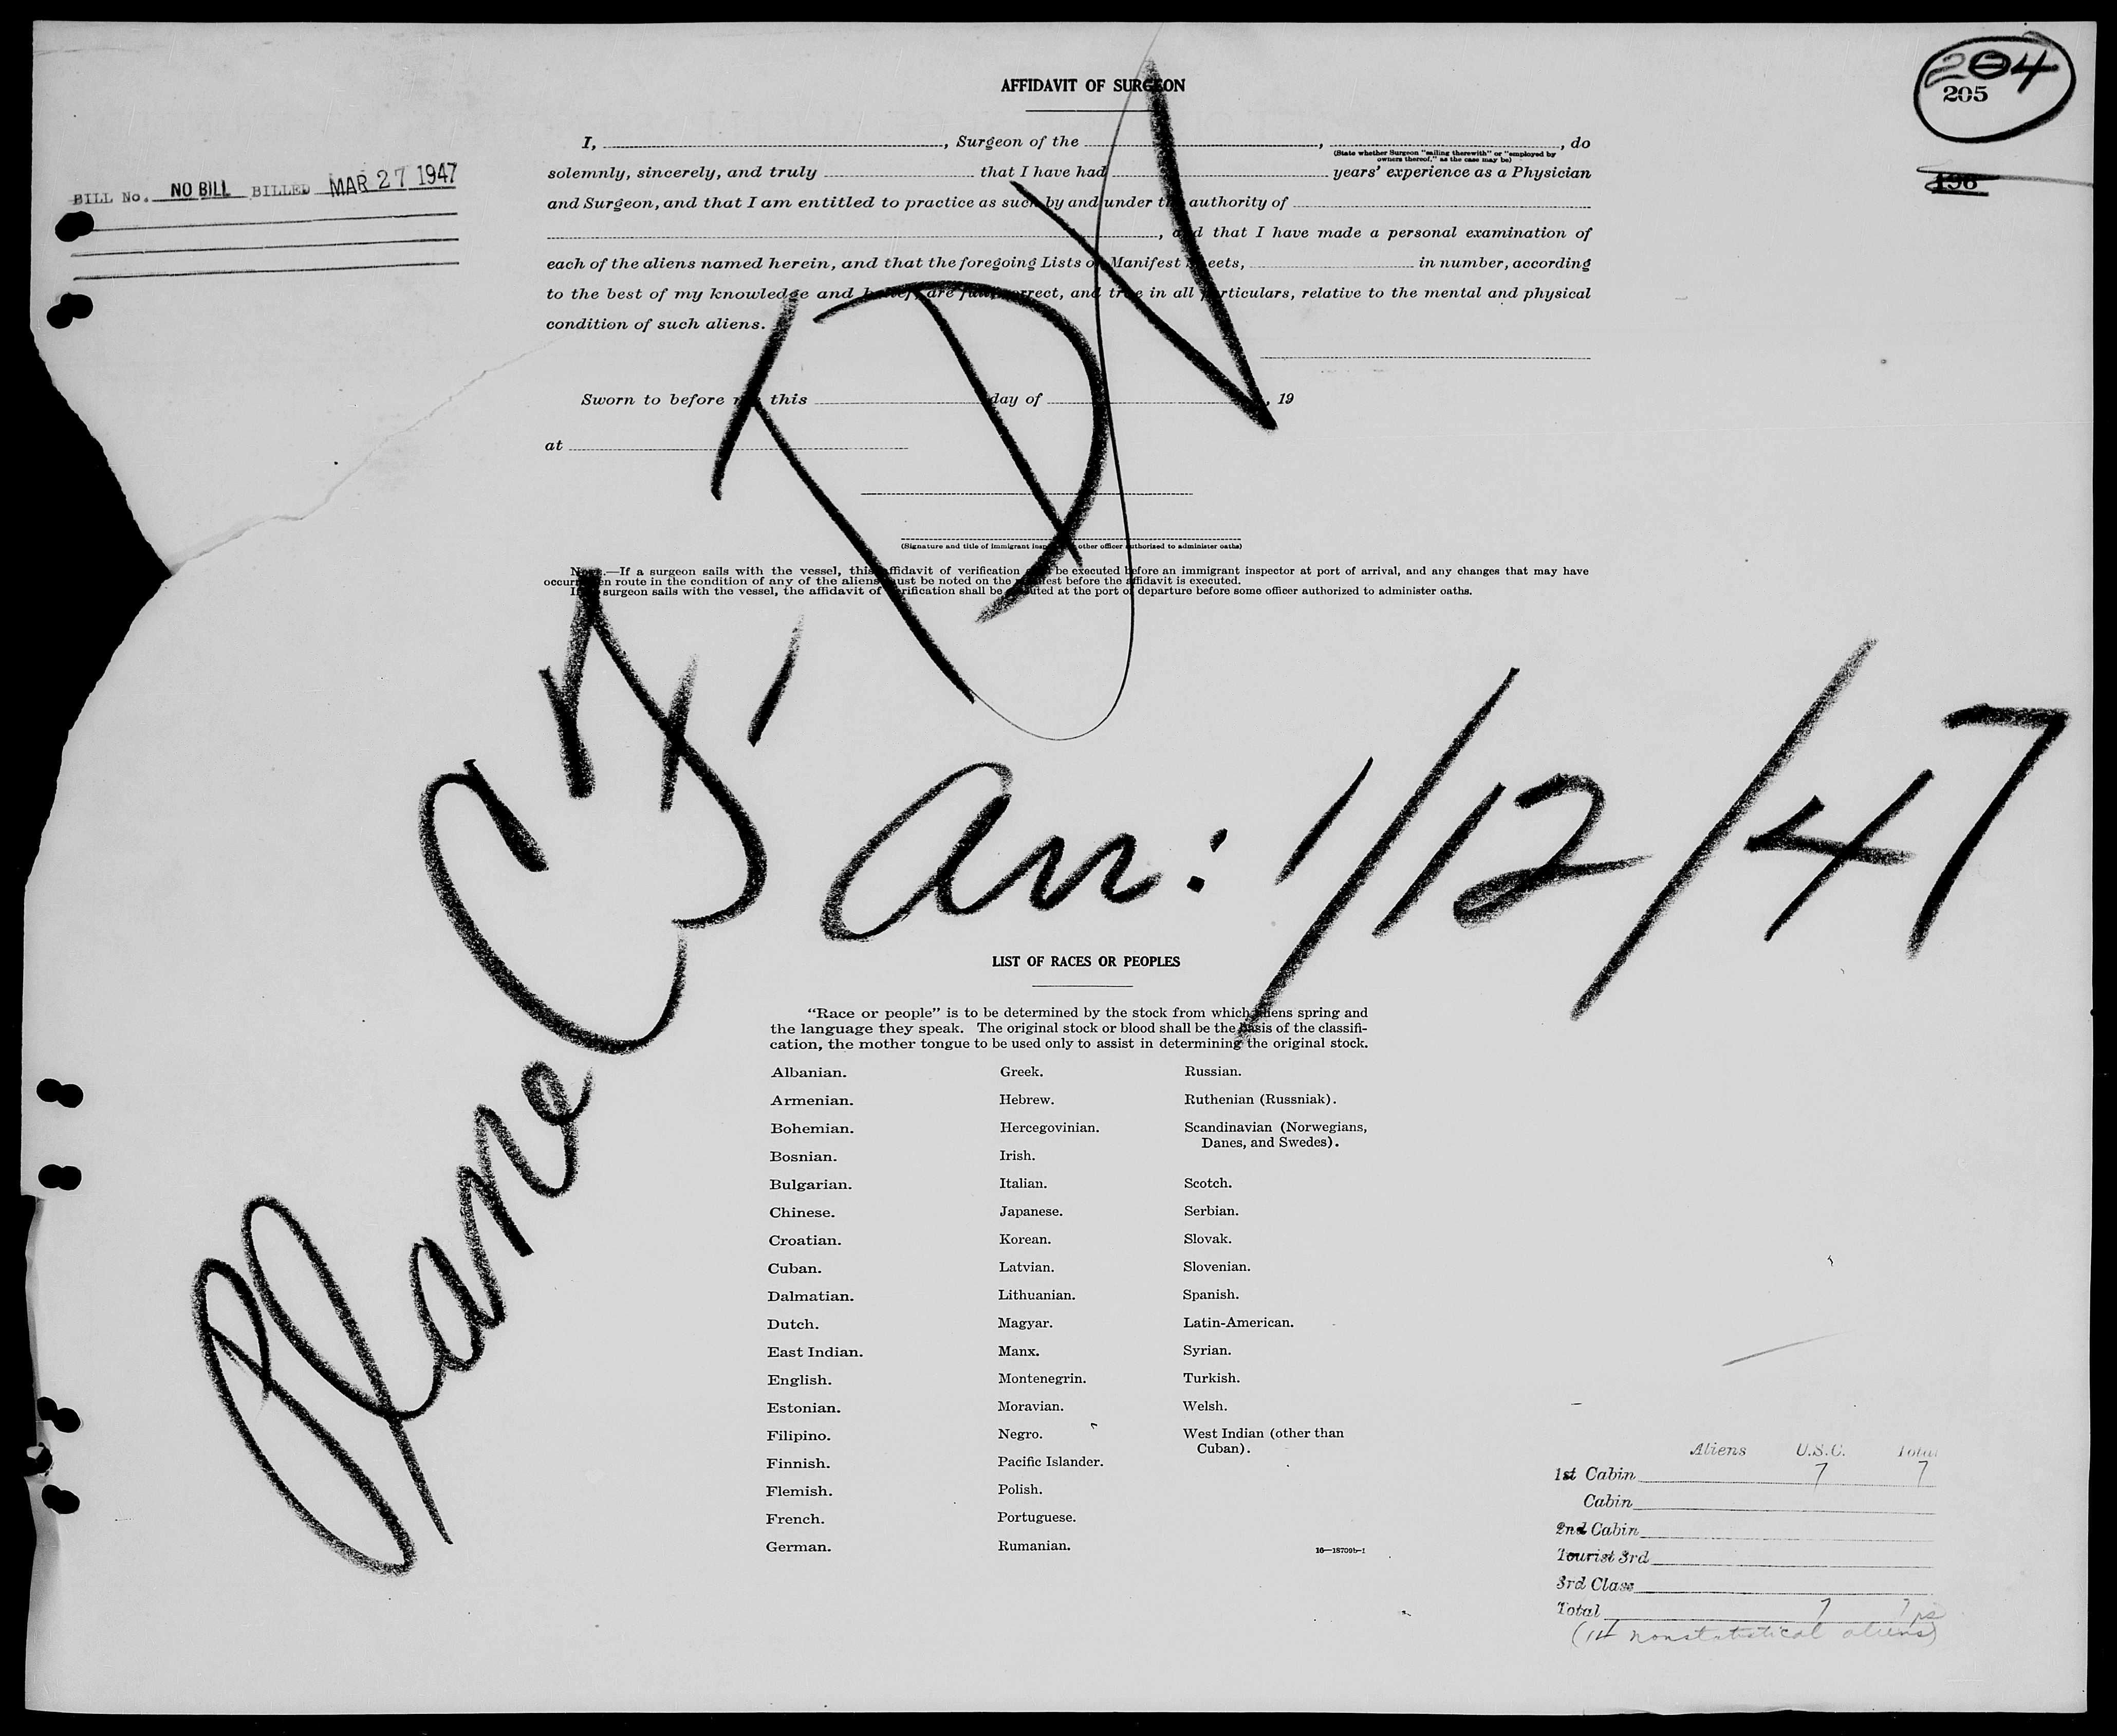 AFFIDAVIT OF SURGEON
204
205
196
BILL No. NO BILL BILLED MAR 27 1947
I, , Surgeon of the , , do
(State whether Surgeon "sailing therewith" or "employed by
owners thereof," as the case may be)
solemnly, sincerely, and truly that I have had years' experience as a Physician
and Surgeon, and that I am entitled to practice as such by and under the authority of
, and that I have made a personal examination of
each of the aliens named herein, and that the foregoing Lists or Manifest Sheets, in number, according
to the best of my knowledge and belief, are full, correct, and true in all particulars, relative to the mental and physical
condition of such aliens.
Sworn to before me this day of , 19
at
(Signature and title of immigrant inspector or other officer authorized to administer oaths)
NOTE.—If a surgeon sails with the vessel, this affidavit of verification shall be executed before an immigrant inspector at port of arrival, and any changes that may have
occurred en route in the condition of any of the aliens must be noted on the manifest before the affidavit is executed.
If no surgeon sails with the vessel, the affidavit of verification shall be executed at the port of departure before some officer authorized to administer oaths.
Plane
arr: 1/12/47
LIST OF RACES OR PEOPLES
"Race or people" is to be determined by the stock from which aliens spring and
the language they speak. The original stock or blood shall be the basis of the classifi-
cation, the mother tongue to be used only to assist in determining the original stock.
Albanian.
Armenian.
Bohemian.
Bosnian.
Bulgarian.
Chinese.
Croatian.
Cuban.
Dalmatian.
Dutch.
East Indian.
English.
Estonian.
Filipino.
Finnish.
Flemish.
French.
German.
Greek.
Hebrew.
Hercegovinian.
Irish.
Italian.
Japanese.
Korean.
Latvian.
Lithuanian.
Magyar.
Manx.
Montenegrin.
Moravian.
Negro.
Pacific Islander.
Polish.
Portuguese.
Rumanian.
Russian.
Ruthenian (Russniak).
Scandinavian (Norwegians,
Danes, and Swedes).
Scotch.
Serbian.
Slovak.
Slovenian.
Spanish.
Latin-American.
Syrian.
Turkish.
Welsh.
West Indian (other than
Cuban).
16—18709b-1
Aliens U.S.C. Total
1st Cabin 7 7
Cabin
2nd Cabin
Tourist 3rd
3rd Class
Total 7 7
nonstatistical aliens)